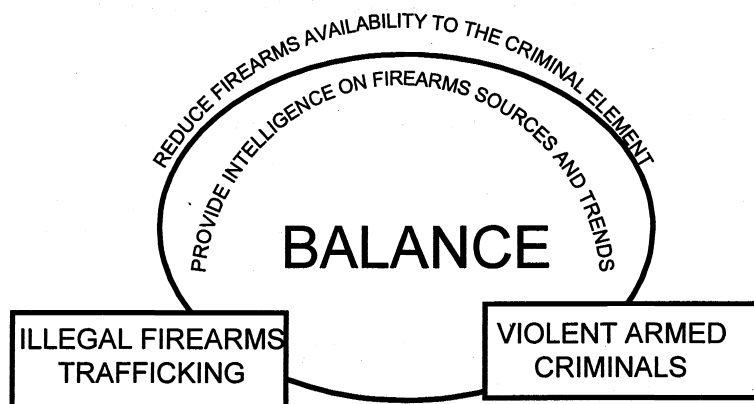 REDUCE FIREARMS AVAILABILITY TO THE CRIMINAL ELEMENT
PROVIDE INTELLIGENCE ON FIREARMS SOURCES AND TRENDS
BALANCE
ILLEGAL FIREARMS
TRAFFICKING
VIOLENT ARMED
CRIMINALS